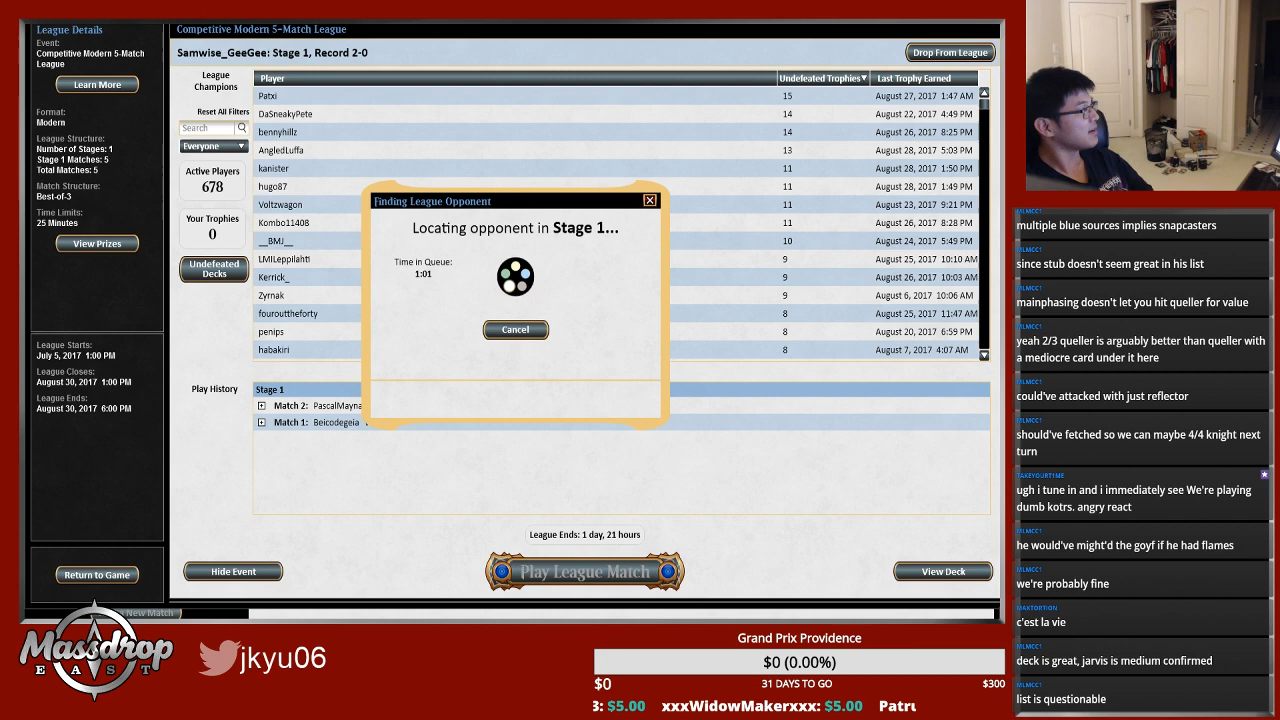 League Details
Event:
Competitive Modern 5-Match
League
Learn More
Format:
Modern
League Structure:
Number of Stages: 1
Stage 1 Matches: 5
Total Matches: 5
Match Structure:
Best-of-3
Time Limits:
25 Minutes
View Prizes
League Starts:
July 5, 2017 1:00 PM
League Closes:
August 30, 2017 1:00 PM
League Ends:
August 30, 2017 6:00 PM
Return to Game
New Match
Competitive Modern 5-Match League
Samwise_GeeGee: Stage 1, Record 2-0
Drop From League
League
Champions
Reset All Filters
Search
Everyone
Active Players
678
Your Trophies
0
Undefeated
Decks
Player Undefeated Trophies Last Trophy Earned
Patxi 15 August 27, 2017 1:47 AM
DaSneakyPete 14 August 22, 2017 4:49 PM
bennyhillz 14 August 26, 2017 8:25 PM
AngledLuffa 13 August 28, 2017 5:03 PM
kanister 11 August 28, 2017 1:50 PM
hugo87 11 August 28, 2017 1:49 PM
Voltzwagon 11 August 23, 2017 9:21 PM
Kombo11408 11 August 26, 2017 8:28 PM
__BMJ__ 10 August 24, 2017 5:49 PM
LMILeppilahti 9 August 25, 2017 10:10 AM
Kerrick_ 9 August 26, 2017 10:03 AM
Zyrnak 9 August 6, 2017 10:06 AM
fourouttheforty 8 August 25, 2017 11:47 AM
penips 8 August 20, 2017 6:59 PM
habakiri 8 August 7, 2017 4:07 AM
Finding League Opponent
Locating opponent in Stage 1...
Time in Queue:
1:01
Cancel
Play History
Stage 1
Match 2: PascalMayna
Match 1: Beicodegeia
League Ends: 1 day, 21 hours
Hide Event
Play League Match
View Deck
MLMCC1
multiple blue sources implies snapcasters
MLMCC1
since stub doesn't seem great in his list
MLMCC1
mainphasing doesn't let you hit queller for value
MLMCC1
yeah 2/3 queller is arguably better than queller with
a mediocre card under it here
MLMCC1
could've attacked with just reflector
MLMCC1
should've fetched so we can maybe 4/4 knight next
turn
TAKEYOURT1ME
ugh i tune in and i immediately see We're playing
dumb kotrs. angry react
MLMCC1
he would've might'd the goyf if he had flames
MLMCC1
we're probably fine
MAKTORTION
c'est la vie
MLMCC1
deck is great, jarvis is medium confirmed
MLMCC1
list is questionable
Massdrop
EAST
jkyu06
Grand Prix Providence
$0 (0.00%)
$0 31 DAYS TO GO $300
3: $5.00 xxxWidowMakerxxx: $5.00 Patru